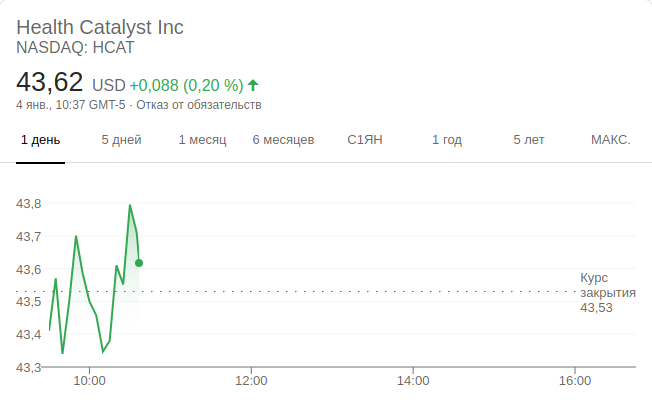 Health Catalyst Inc
NASDAQ: HCAT
43,62 USD +0,088 (0,20 %)
4 янв., 10:37 GMT-5 · Отказ от обязательств
1 день 5 дней 1 месяц 6 месяцев С1ЯН 1 год 5 лет МАКС.
43,8
43,7
43,6
43,5
43,4
43,3
Курс
закрытия
43,53
10:00 12:00 14:00 16:00